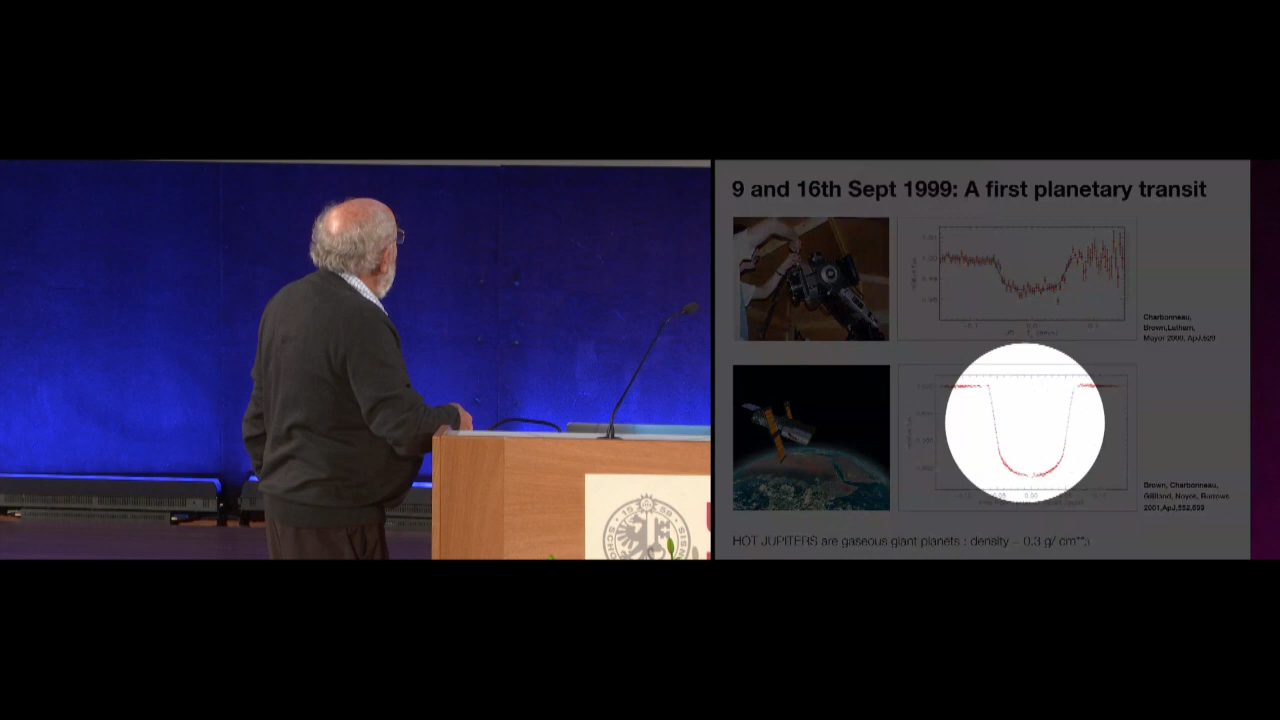 9 and 16th Sept 1999: A first planetary transit
Charbonneau,
Brown,Latham,
Mayor 2000, ApJ,529
Brown, Charbonneau,
Gilliland, Noyes, Burrows
2001,ApJ,552,699
HOT JUPITERS are gaseous giant planets : density ~ 0.3 g/ cm**3
1559